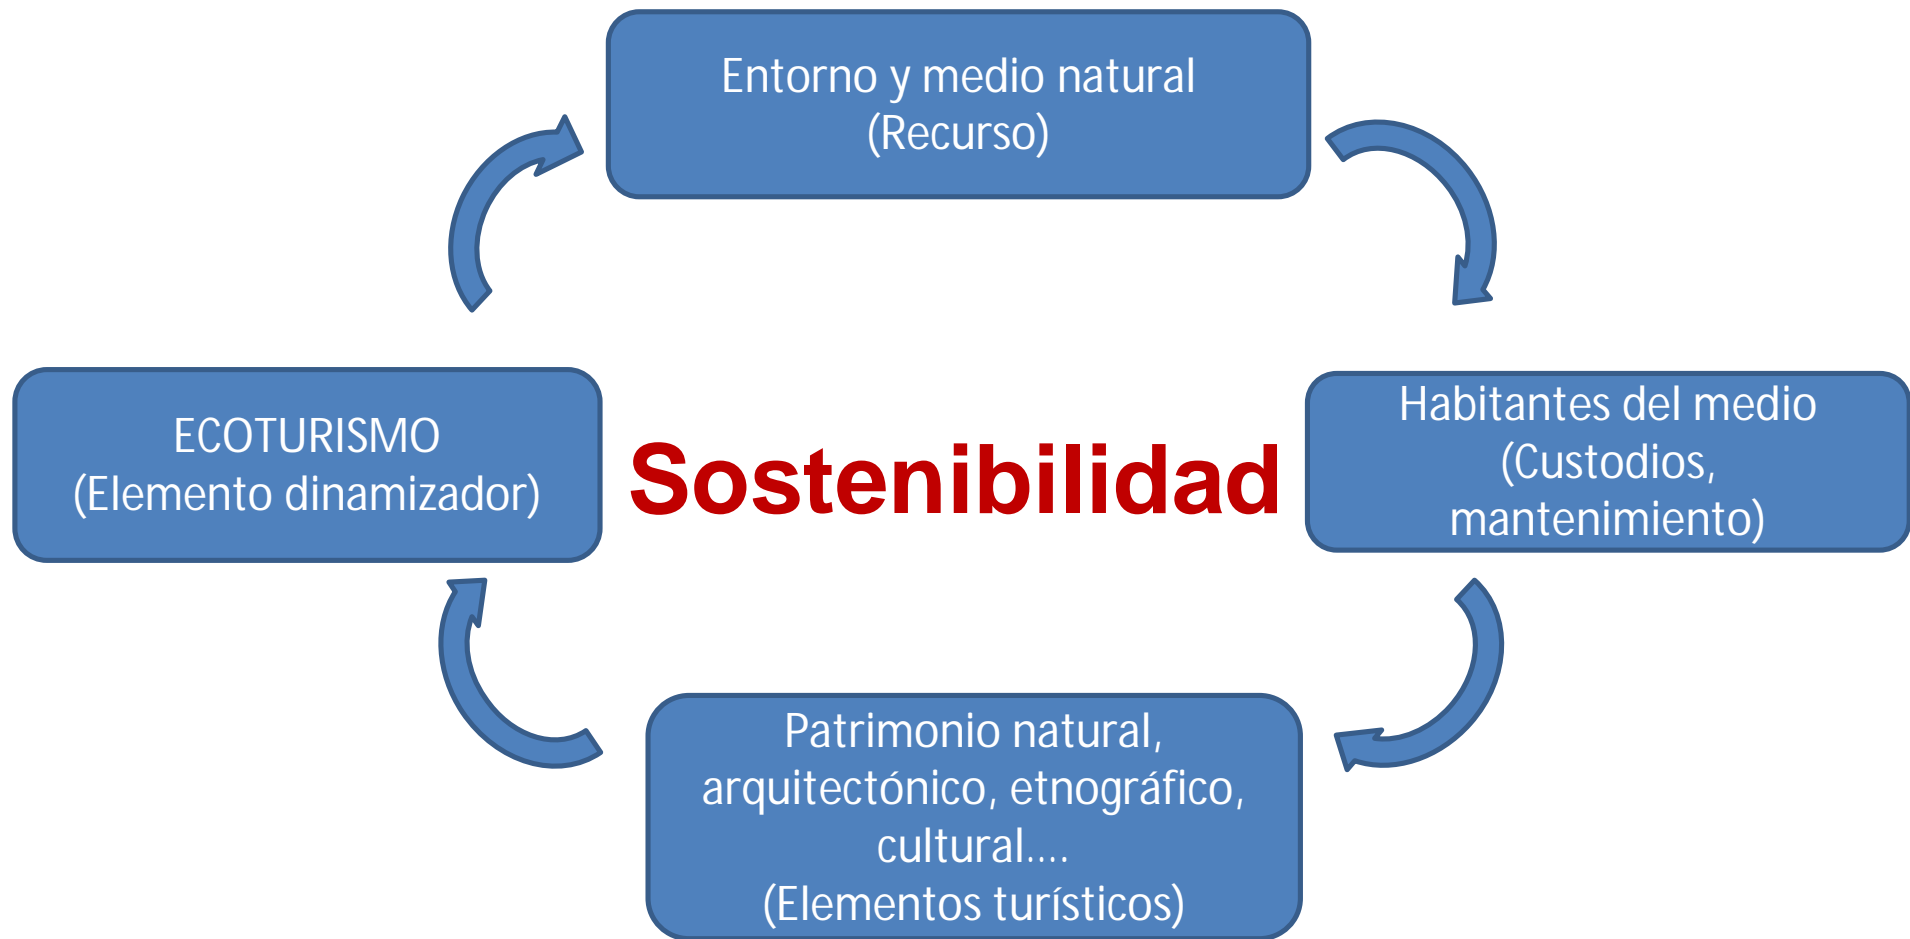 Entorno y medio natural
(Recurso)
ECOTURISMO
(Elemento dinamizador)
Sostenibilidad
Habitantes del medio
(Custodios,
mantenimiento)
Patrimonio natural,
arquitectónico, etnográfico,
cultural....
(Elementos turísticos)